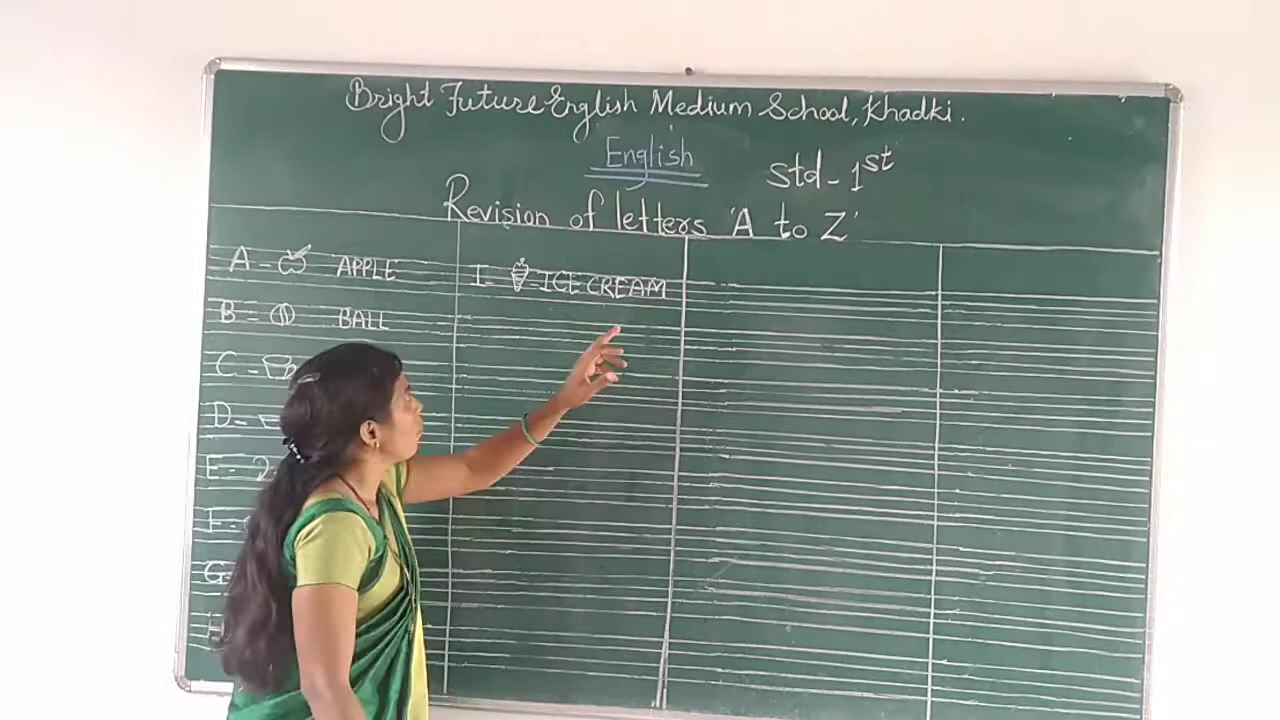 Bright Future English Medium School, Khadki.
English
Std - 1st
Revision of letters 'A to Z'
A - APPLE
B = BALL
C -
D -
E -
F -
G -
H
I - - ICE CREAM